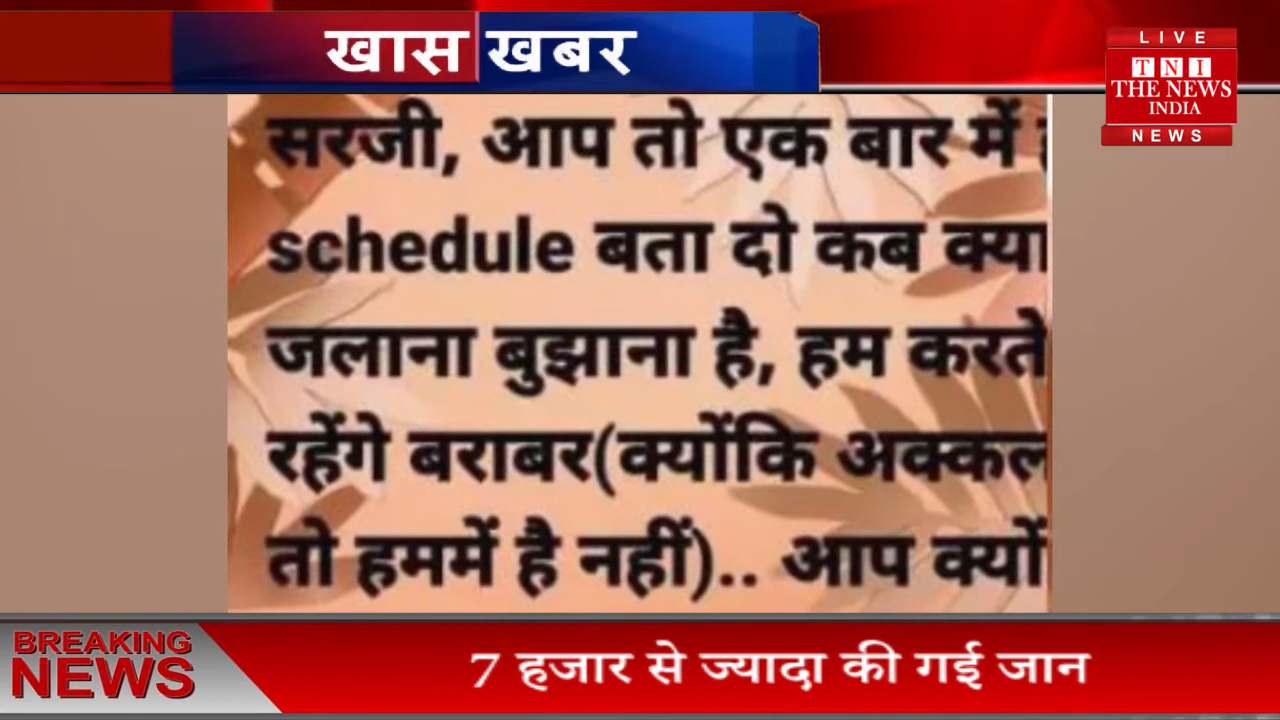 खास खबर
LIVE
TNI
THE NEWS
INDIA
NEWS
सरजी, आप तो एक बार में
schedule बता दो कब क्या
जलाना बुझाना है, हम करते
रहेंगे बराबर(क्योंकि अक्कल
तो हममें है नहीं).. आप क्यों
BREAKING
NEWS
7 हजार से ज्यादा की गई जान